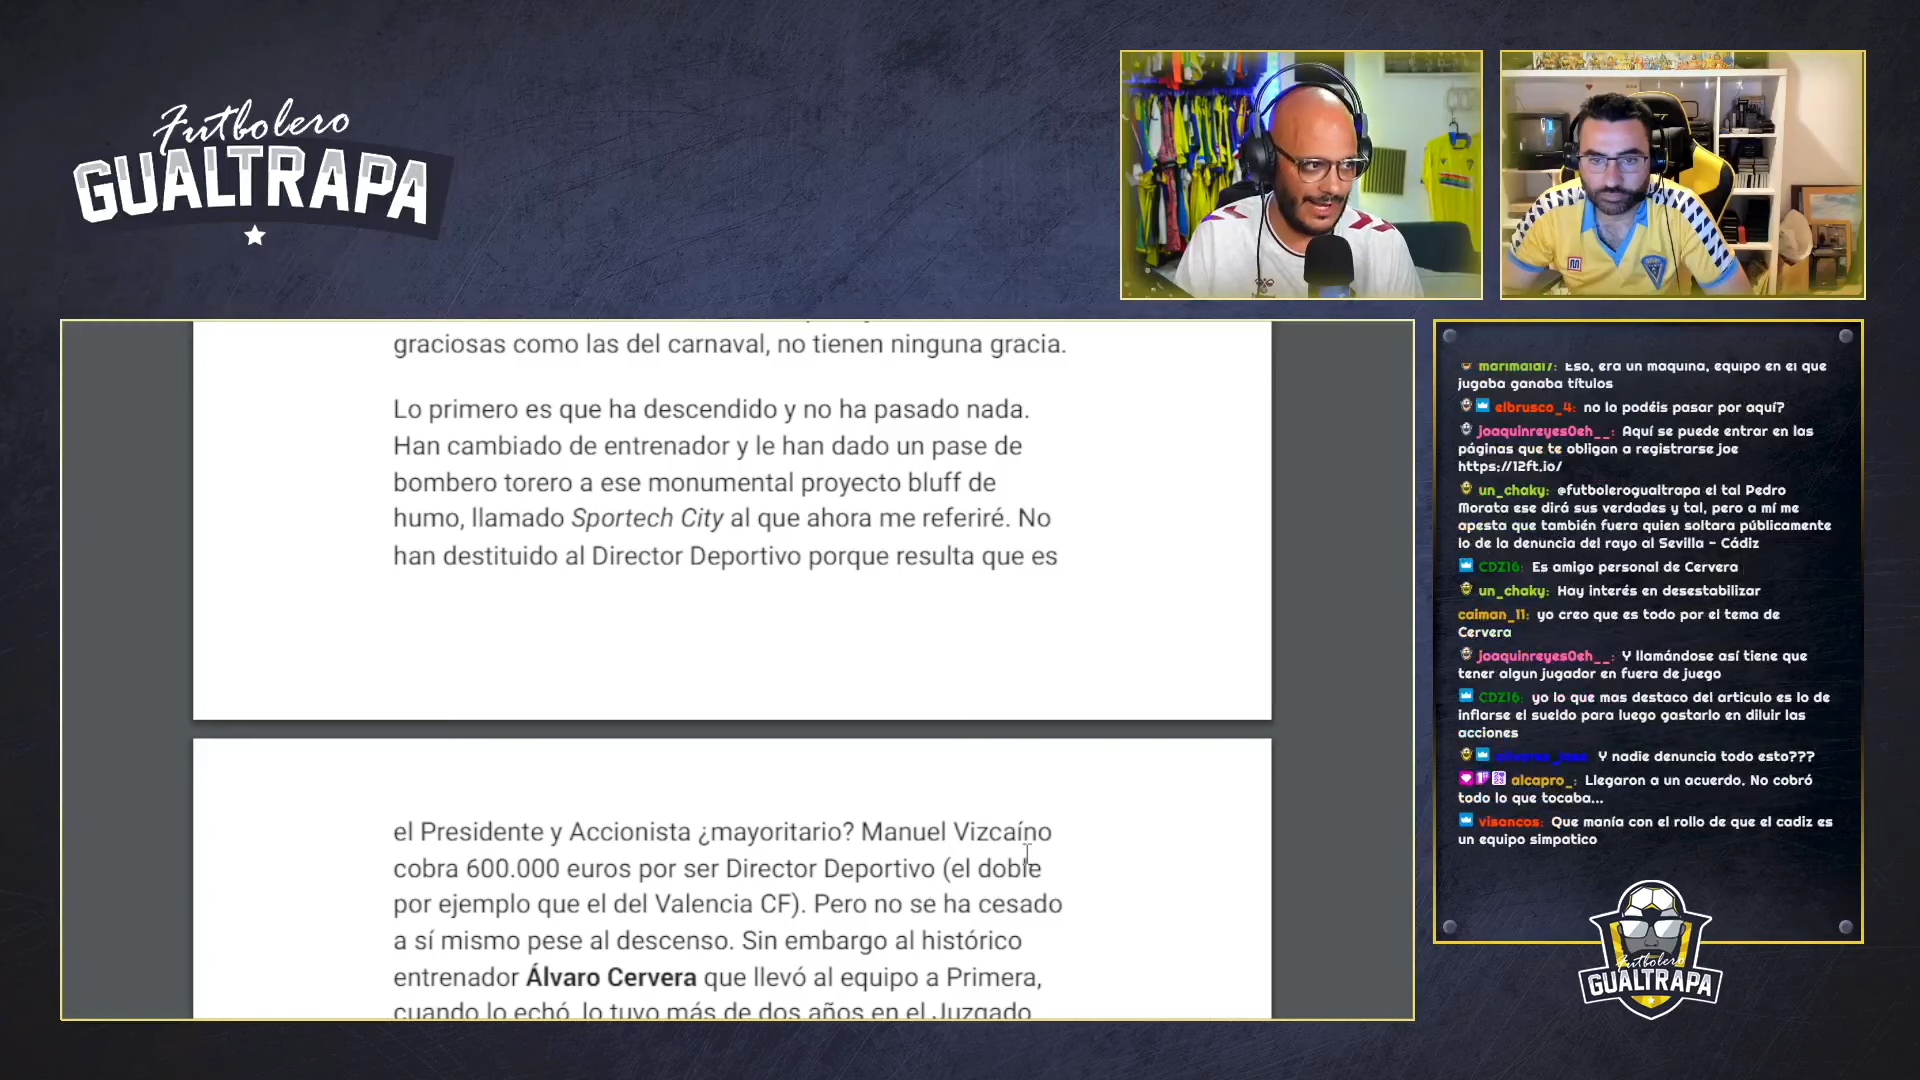 Futbolero
GUALTRAPA
graciosas como las del carnaval, no tienen ninguna gracia.
Lo primero es que ha descendido y no ha pasado nada.
Han cambiado de entrenador y le han dado un pase de
bombero torero a ese monumental proyecto bluff de
humo, llamado Sportech City al que ahora me referiré. No
han destituido al Director Deportivo porque resulta que es
el Presidente y Accionista ¿mayoritario? Manuel Vizcaíno
cobra 600.000 euros por ser Director Deportivo (el doble
por ejemplo que el del Valencia CF). Pero no se ha cesado
a sí mismo pese al descenso. Sin embargo al histórico
entrenador Álvaro Cervera que llevó al equipo a Primera,
cuando lo echó, lo tuvo más de dos años en el Juzgado
marimalai7: Eso, era un maquina, equipo en el que
jugaba ganaba títulos
elbrusco_4: no lo podéis pasar por aquí?
joaquinreyes0eh__: Aquí se puede entrar en las
páginas que te obligan a registrarse joe
https://12ft.io/
un_chaky: @futbolerogualtrapa el tal Pedro
Morata ese dirá sus verdades y tal, pero a mí me
apesta que también fuera quien soltara públicamente
lo de la denuncia del rayo al Sevilla - Cádiz
CDZ16: Es amigo personal de Cervera
un_chaky: Hay interés en desestabilizar
caiman_11: yo creo que es todo por el tema de
Cervera
joaquinreyes0eh__: Y llamándose así tiene que
tener algun jugador en fuera de juego
CDZ16: yo lo que mas destaco del articulo es lo de
inflarse el sueldo para luego gastarlo en diluir las
acciones
Y nadie denuncia todo esto???
alcapro_: Llegaron a un acuerdo. No cobró
todo lo que tocaba...
visancos: Que manía con el rollo de que el cadiz es
un equipo simpatico
Futbolero
GUALTRAPA